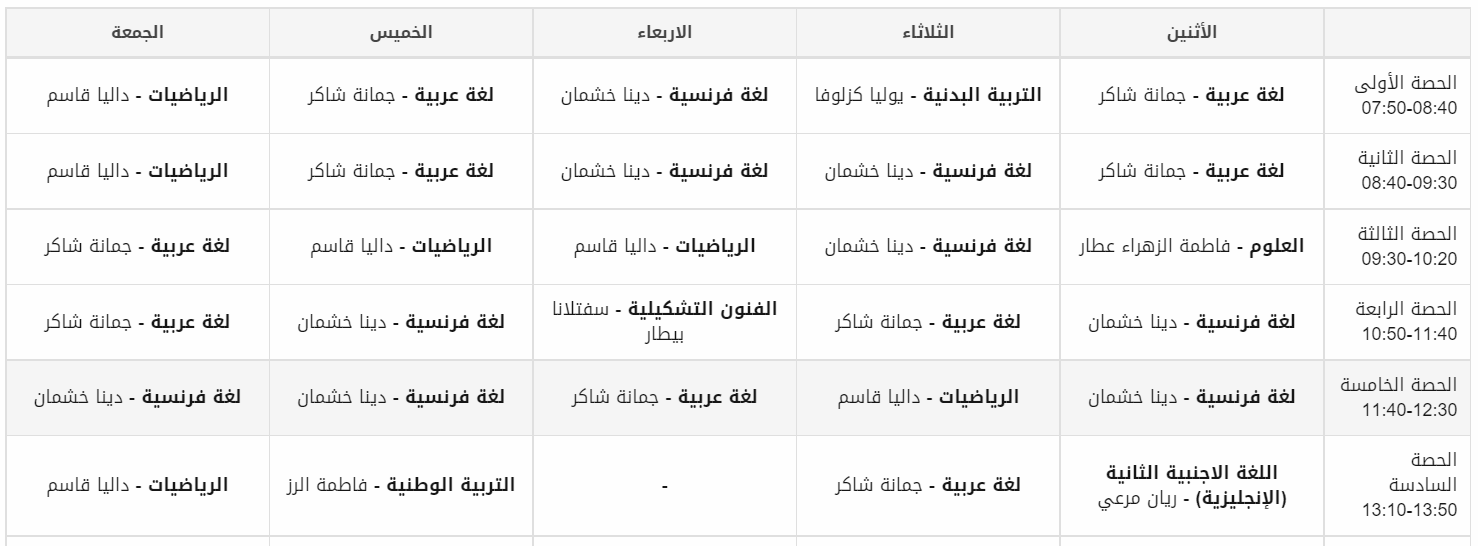 الأثنين الثلاثاء الاربعاء الخميس الجمعة
الحصة الأولى
07:50-08:40
لغة عربية - جمانة شاكر
التربية البدنية - يوليا كزلوفا
لغة فرنسية - دينا خشمان
لغة عربية - جمانة شاكر
الرياضيات - داليا قاسم
الحصة الثانية
08:40-09:30
لغة عربية - جمانة شاكر
لغة فرنسية - دينا خشمان
لغة فرنسية - دينا خشمان
لغة عربية - جمانة شاكر
الرياضيات - داليا قاسم
الحصة الثالثة
09:30-10:20
العلوم - فاطمة الزهراء عطار
لغة فرنسية - دينا خشمان
الرياضيات - داليا قاسم
الرياضيات - داليا قاسم
لغة عربية - جمانة شاكر
الحصة الرابعة
10:50-11:40
لغة فرنسية - دينا خشمان
لغة عربية - جمانة شاكر
الفنون التشكيلية - سفتلانا
بيطار
لغة فرنسية - دينا خشمان
لغة عربية - جمانة شاكر
الحصة الخامسة
11:40-12:30
لغة فرنسية - دينا خشمان
الرياضيات - داليا قاسم
لغة عربية - جمانة شاكر
لغة فرنسية - دينا خشمان
لغة فرنسية - دينا خشمان
الحصة
السادسة
13:10-13:50
اللغة الاجنبية الثانية
(الإنجليزية) - ريان مرعي
لغة عربية - جمانة شاكر
-
التربية الوطنية - فاطمة الرز
الرياضيات - داليا قاسم